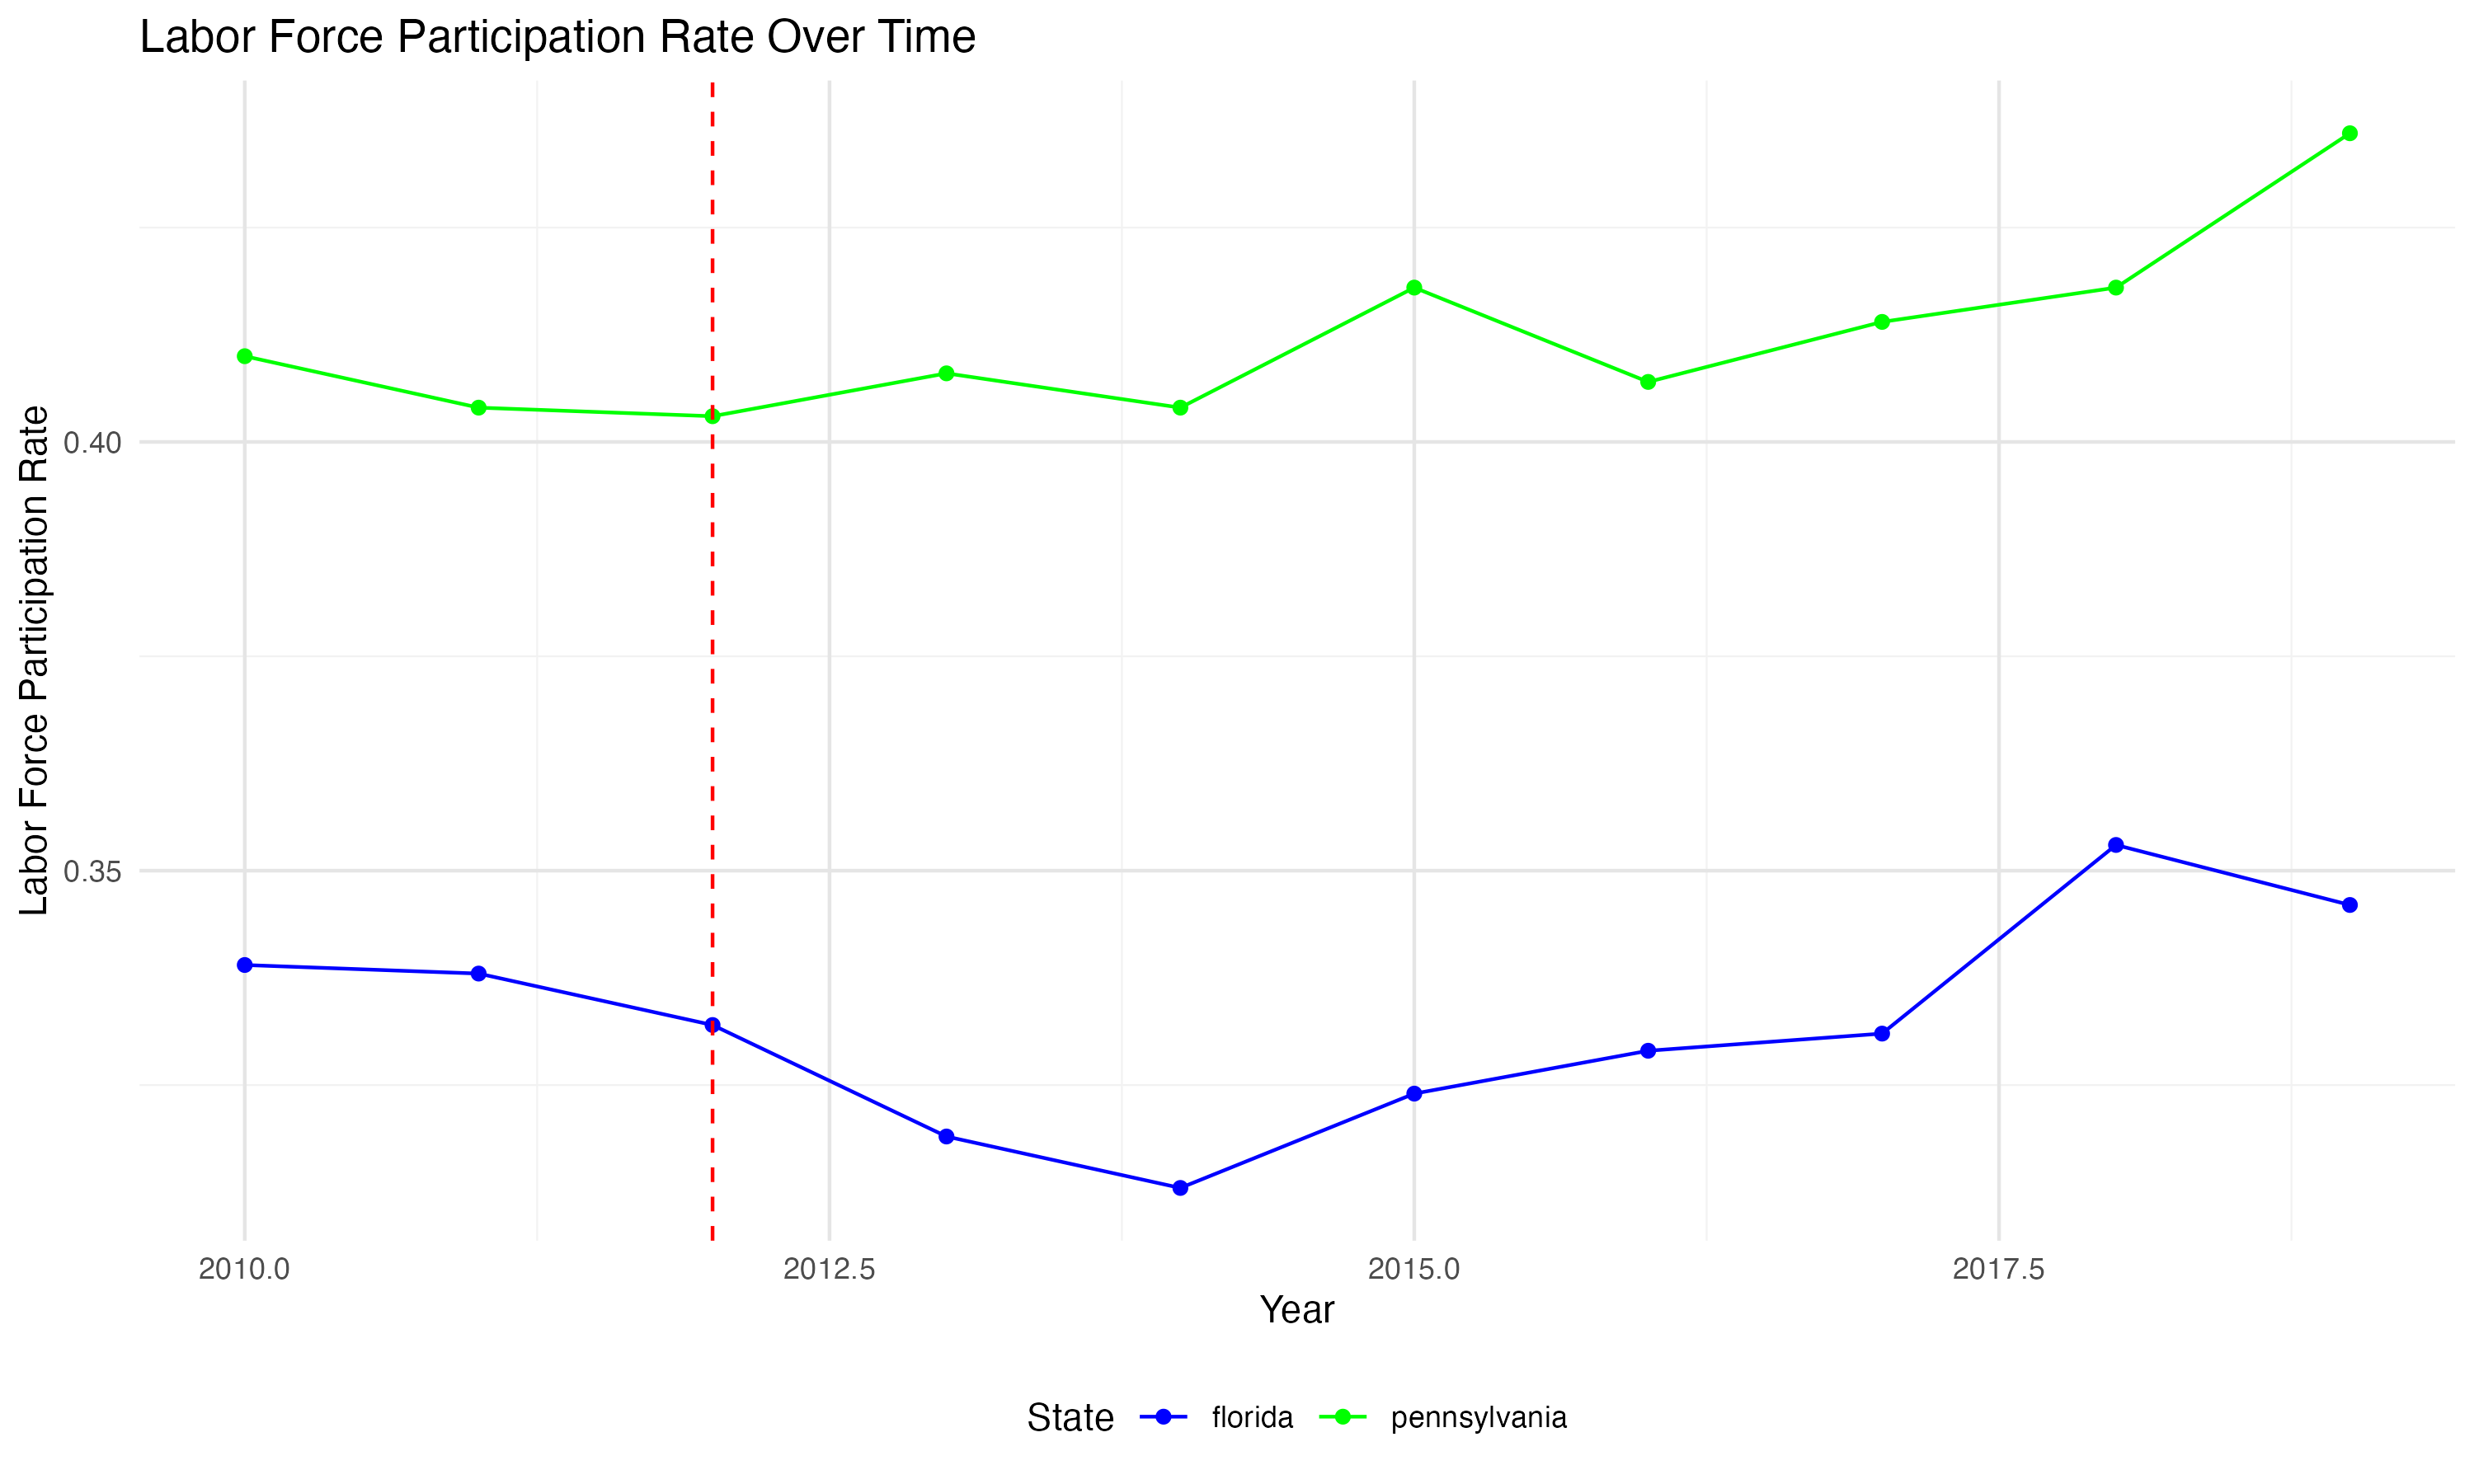 Labor Force Participation Rate Over Time
Labor Force Participation Rate
0.40
0.35
2010.0 2012.5 2015.0 2017.5
Year
State florida pennsylvania